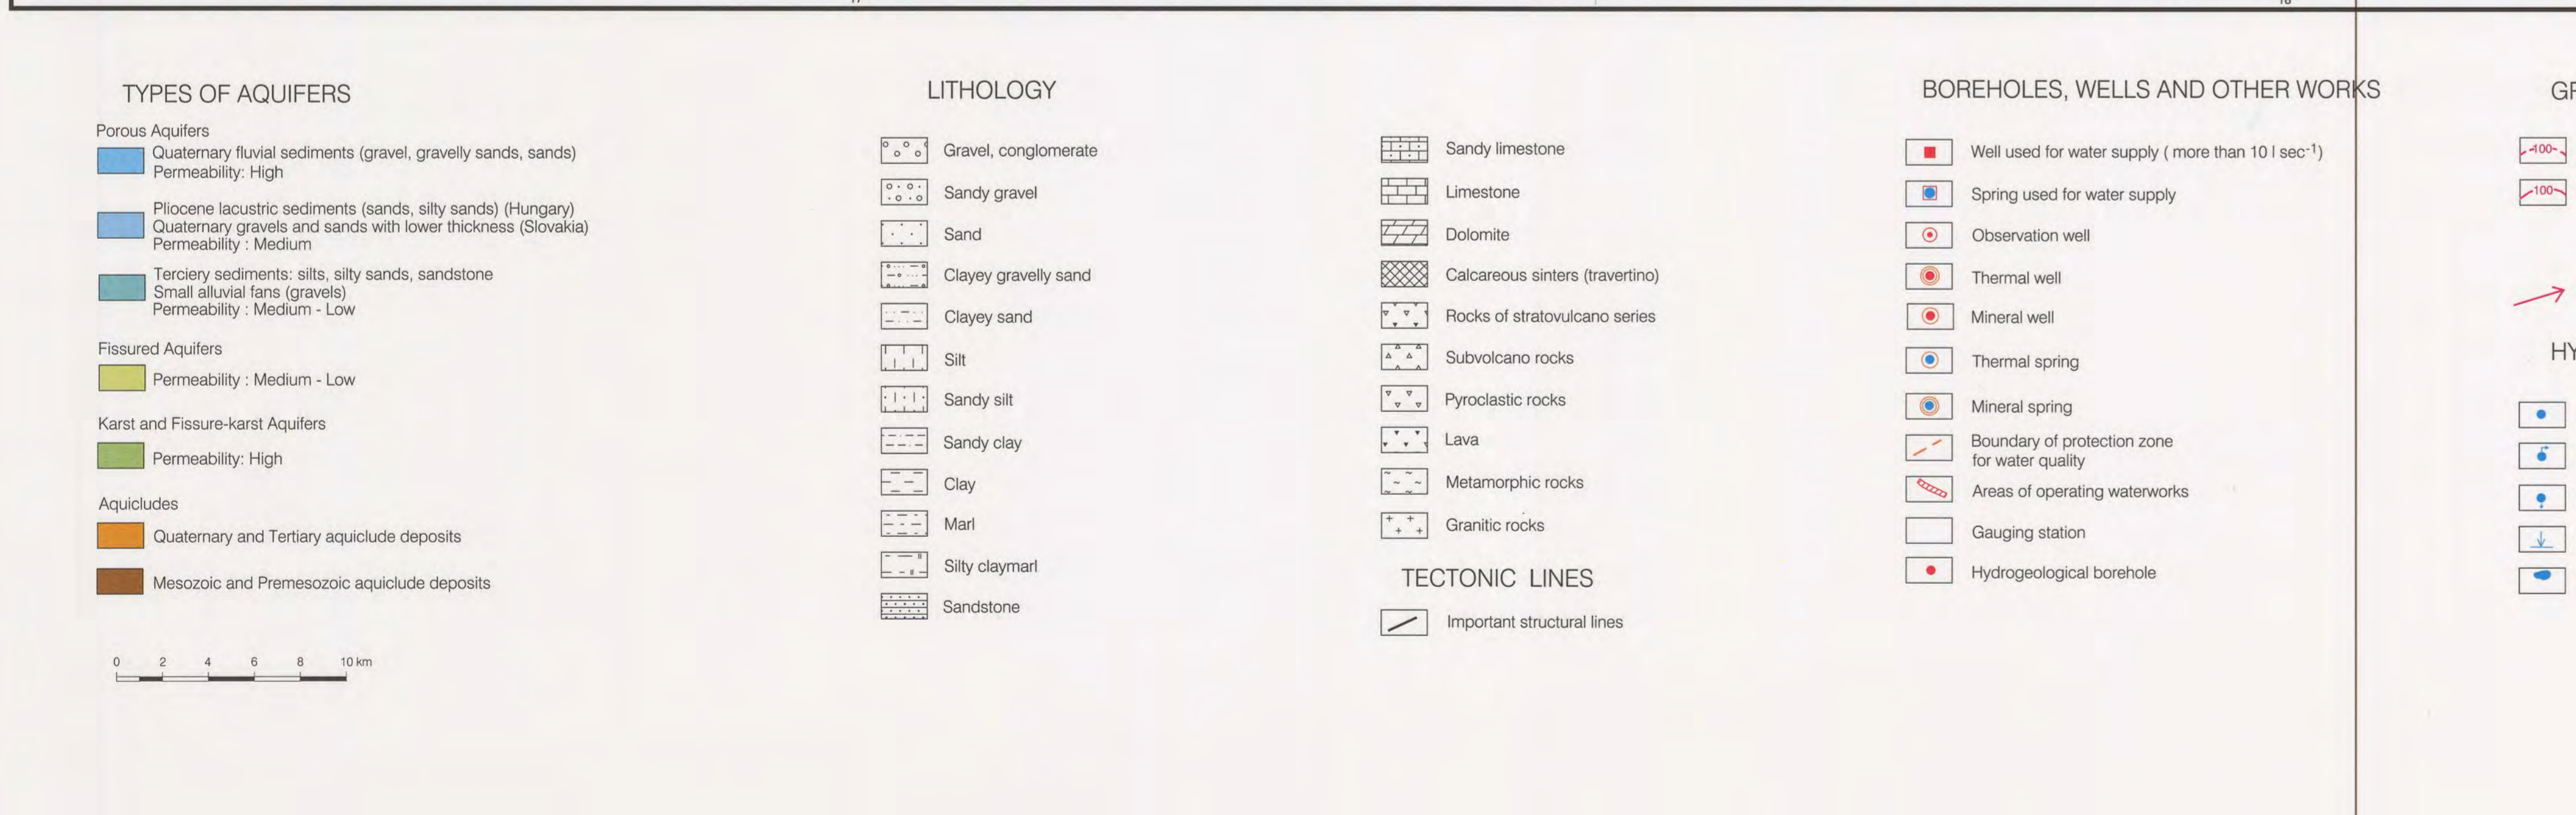 TYPES OF AQUIFERS
Porous Aquifers
Quaternary fluvial sediments (gravel, gravelly sands, sands)
Permeability: High
Pliocene lacustric sediments (sands, silty sands) (Hungary)
Quaternary gravels and sands with lower thickness (Slovakia)
Permeability : Medium
Terciery sediments: silts, silty sands, sandstone
Small alluvial fans (gravels)
Permeability : Medium - Low
Fissured Aquifers
Permeability : Medium - Low
Karst and Fissure-karst Aquifers
Permeability: High
Aquicludes
Quaternary and Tertiary aquiclude deposits
Mesozoic and Premesozoic aquiclude deposits
0 2 4 6 8 10 km
LITHOLOGY
Gravel, conglomerate
Sandy gravel
Sand
Clayey gravelly sand
Clayey sand
Silt
Sandy silt
Sandy clay
Clay
Marl
Silty claymarl
Sandstone
Sandy limestone
Limestone
Dolomite
Calcareous sinters (travertino)
Rocks of stratovulcano series
Subvolcano rocks
Pyroclastic rocks
Lava
Metamorphic rocks
Granitic rocks
TECTONIC LINES
Important structural lines
BOREHOLES, WELLS AND OTHER WORKS
Well used for water supply ( more than 10 l sec⁻¹)
Spring used for water supply
Observation well
Thermal well
Mineral well
Thermal spring
Mineral spring
Boundary of protection zone
for water quality
Areas of operating waterworks
Gauging station
Hydrogeological borehole
100
100